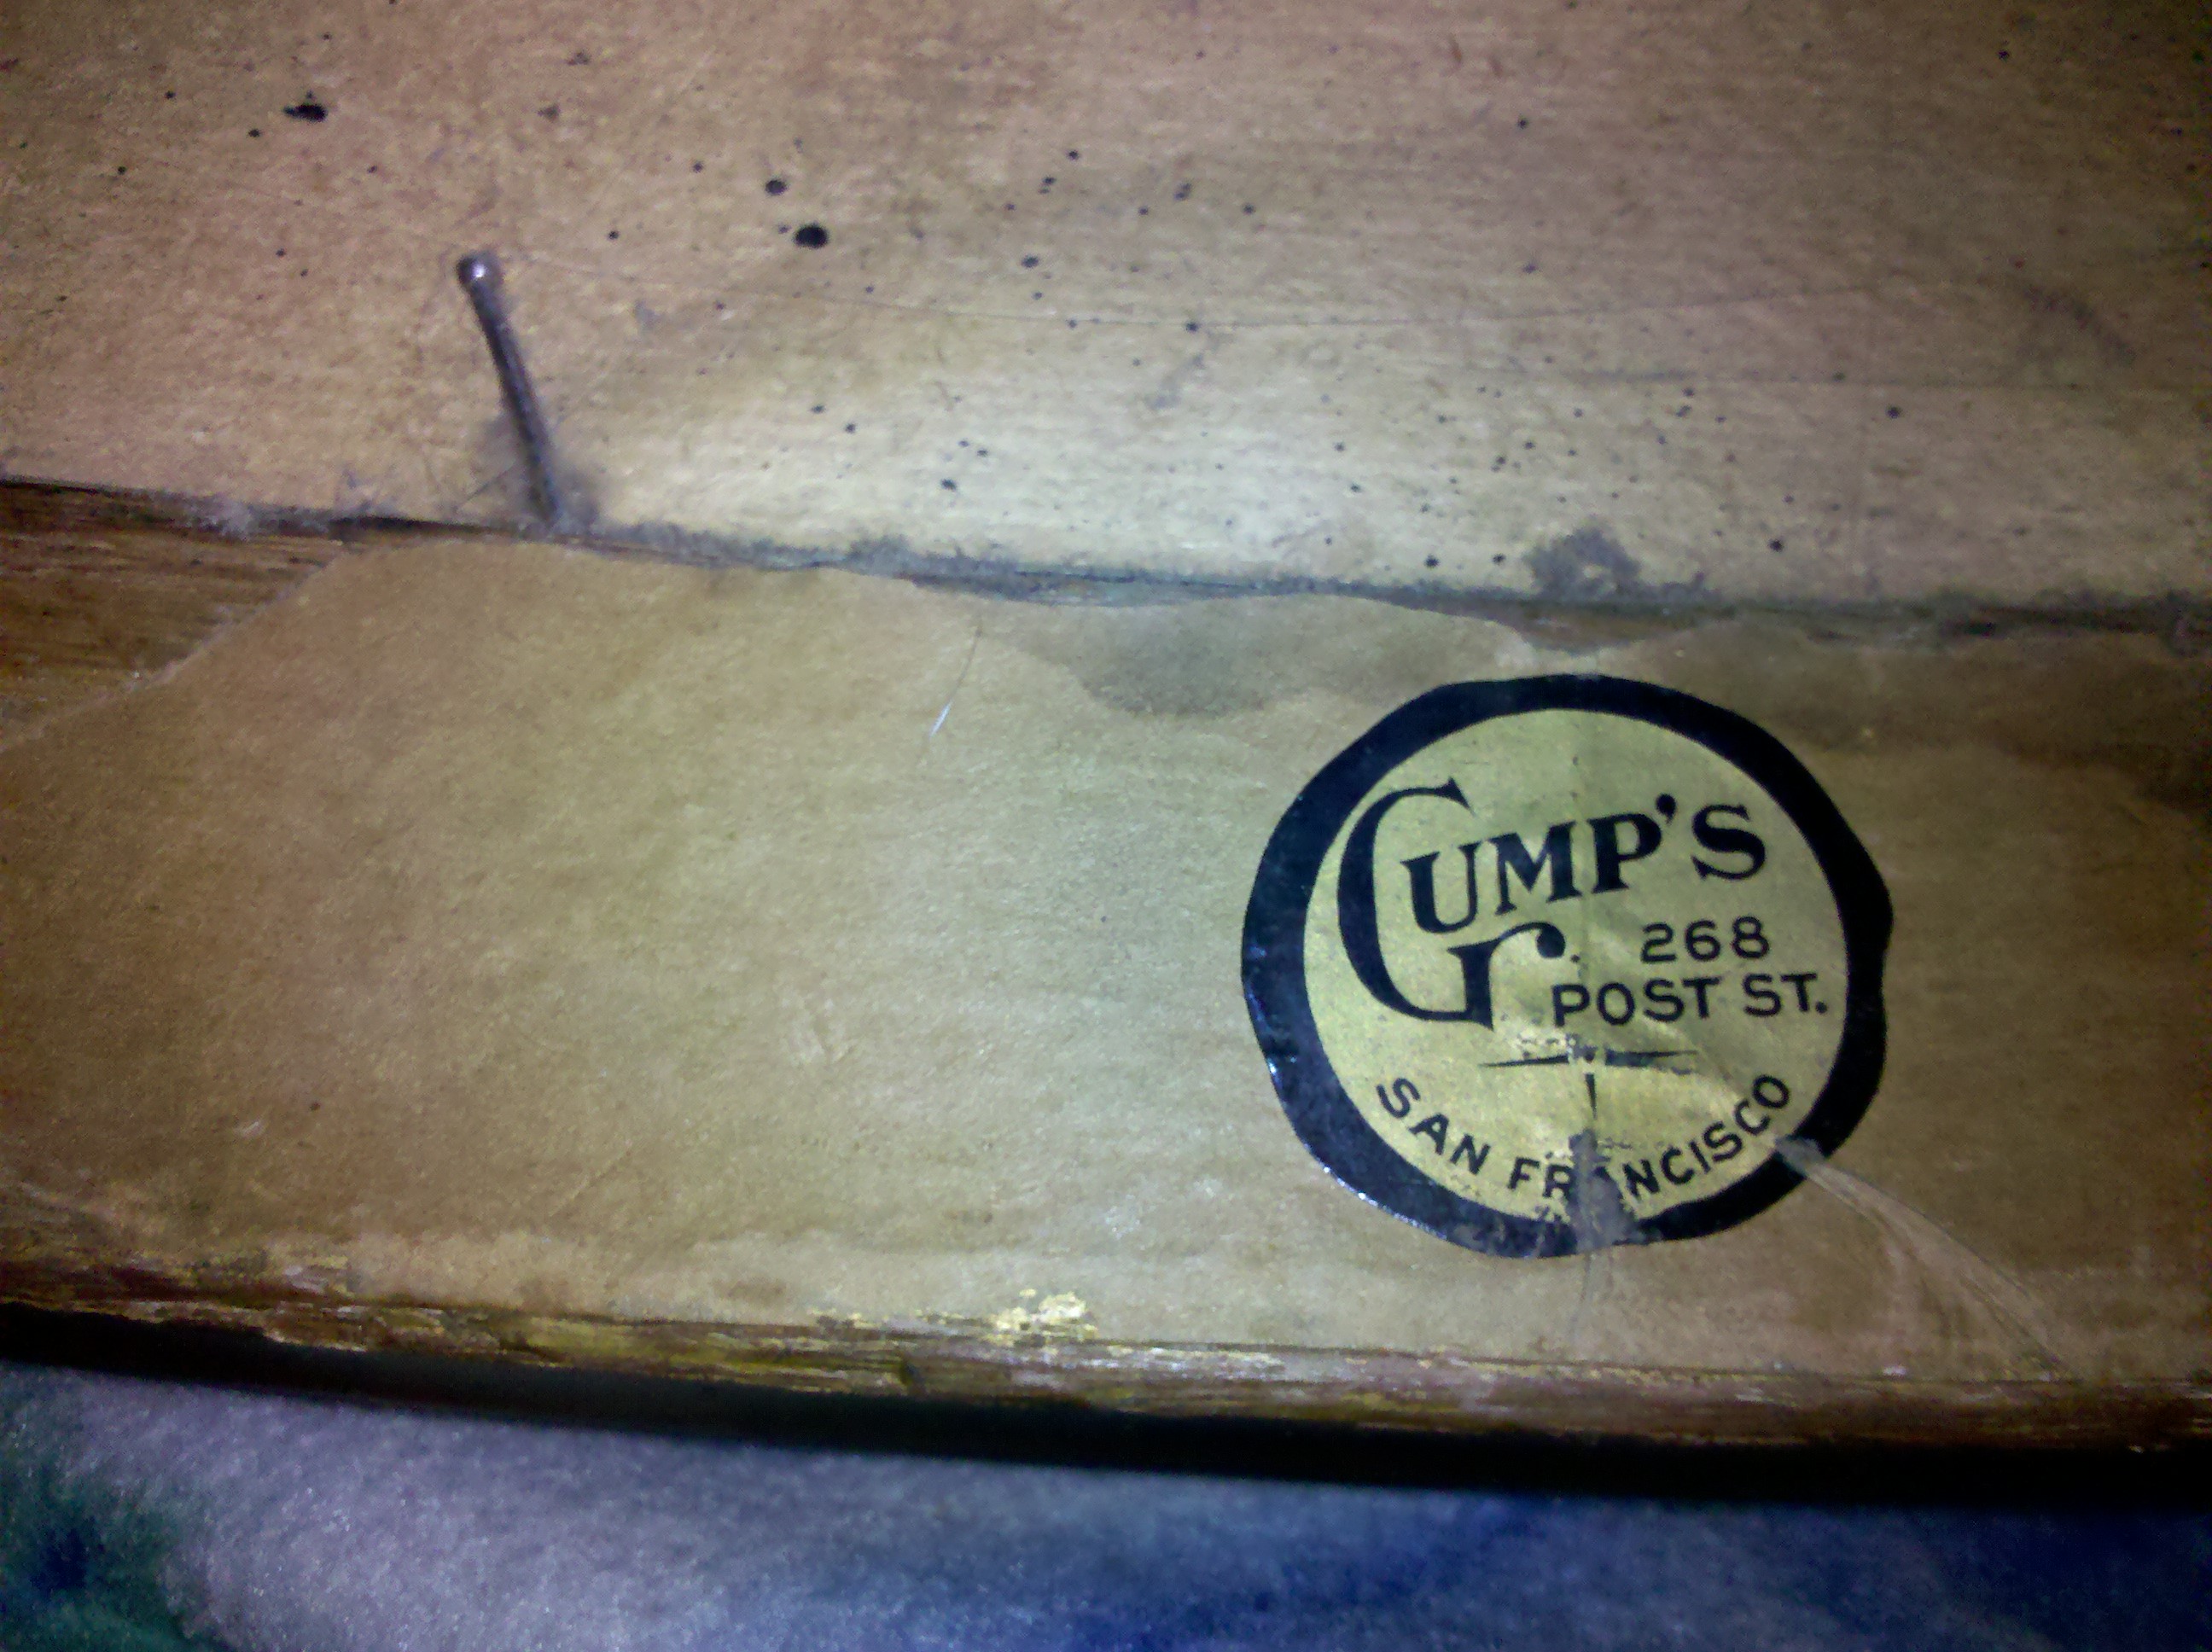 GUMP'S
268
POST ST.
SAN FRANCISCO